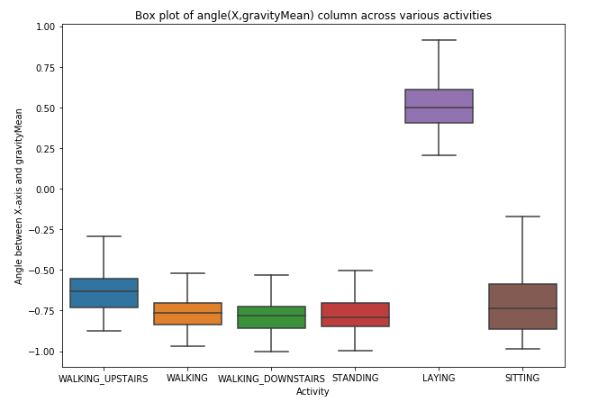 Box plot of angle(X,gravityMean) column across various activities
Angle between X-axis and gravityMean
1.00
0.75
0.50
0.25
0.00
−0.25
−0.50
−0.75
−1.00
WALKING_UPSTAIRS WALKING WALKING_DOWNSTAIRS STANDING LAYING SITTING
Activity